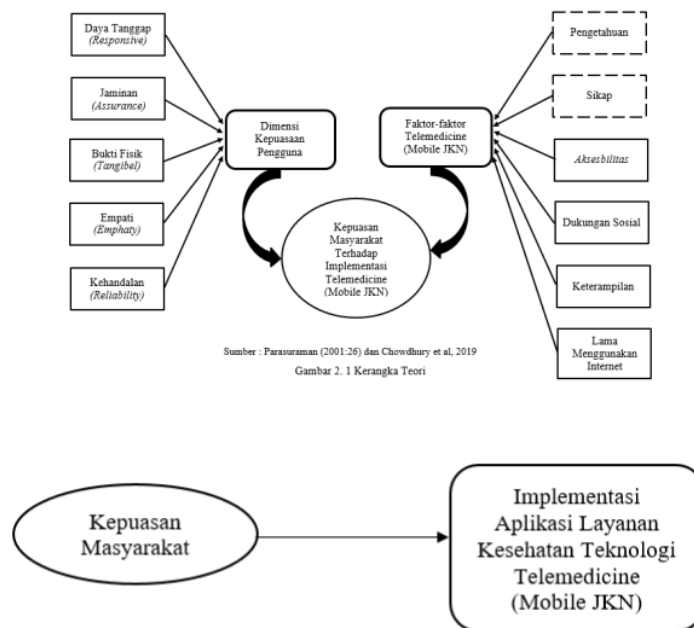 Daya Tanggap
(Responsive)
Jaminan
(Assurance)
Bukti Fisik
(Tangibel)
Empati
(Emphaty)
Kehandalan
(Reliability)
Dimensi
Kepuasaan
Pengguna
Faktor-faktor
Telemedicine
(Mobile JKN)
Kepuasan
Masyarakat
Terhadap
Implementasi
Telemedicine
(Mobile JKN)
Pengetahuan
Sikap
Aksesbilitas
Dukungan Sosial
Keterampilan
Lama
Menggunakan
Internet
Sumber : Parasuraman (2001:26) dan Chowdhury et al, 2019
Gambar 2. 1 Kerangka Teori
Kepuasan
Masyarakat
Implementasi
Aplikasi Layanan
Kesehatan Teknologi
Telemedicine
(Mobile JKN)